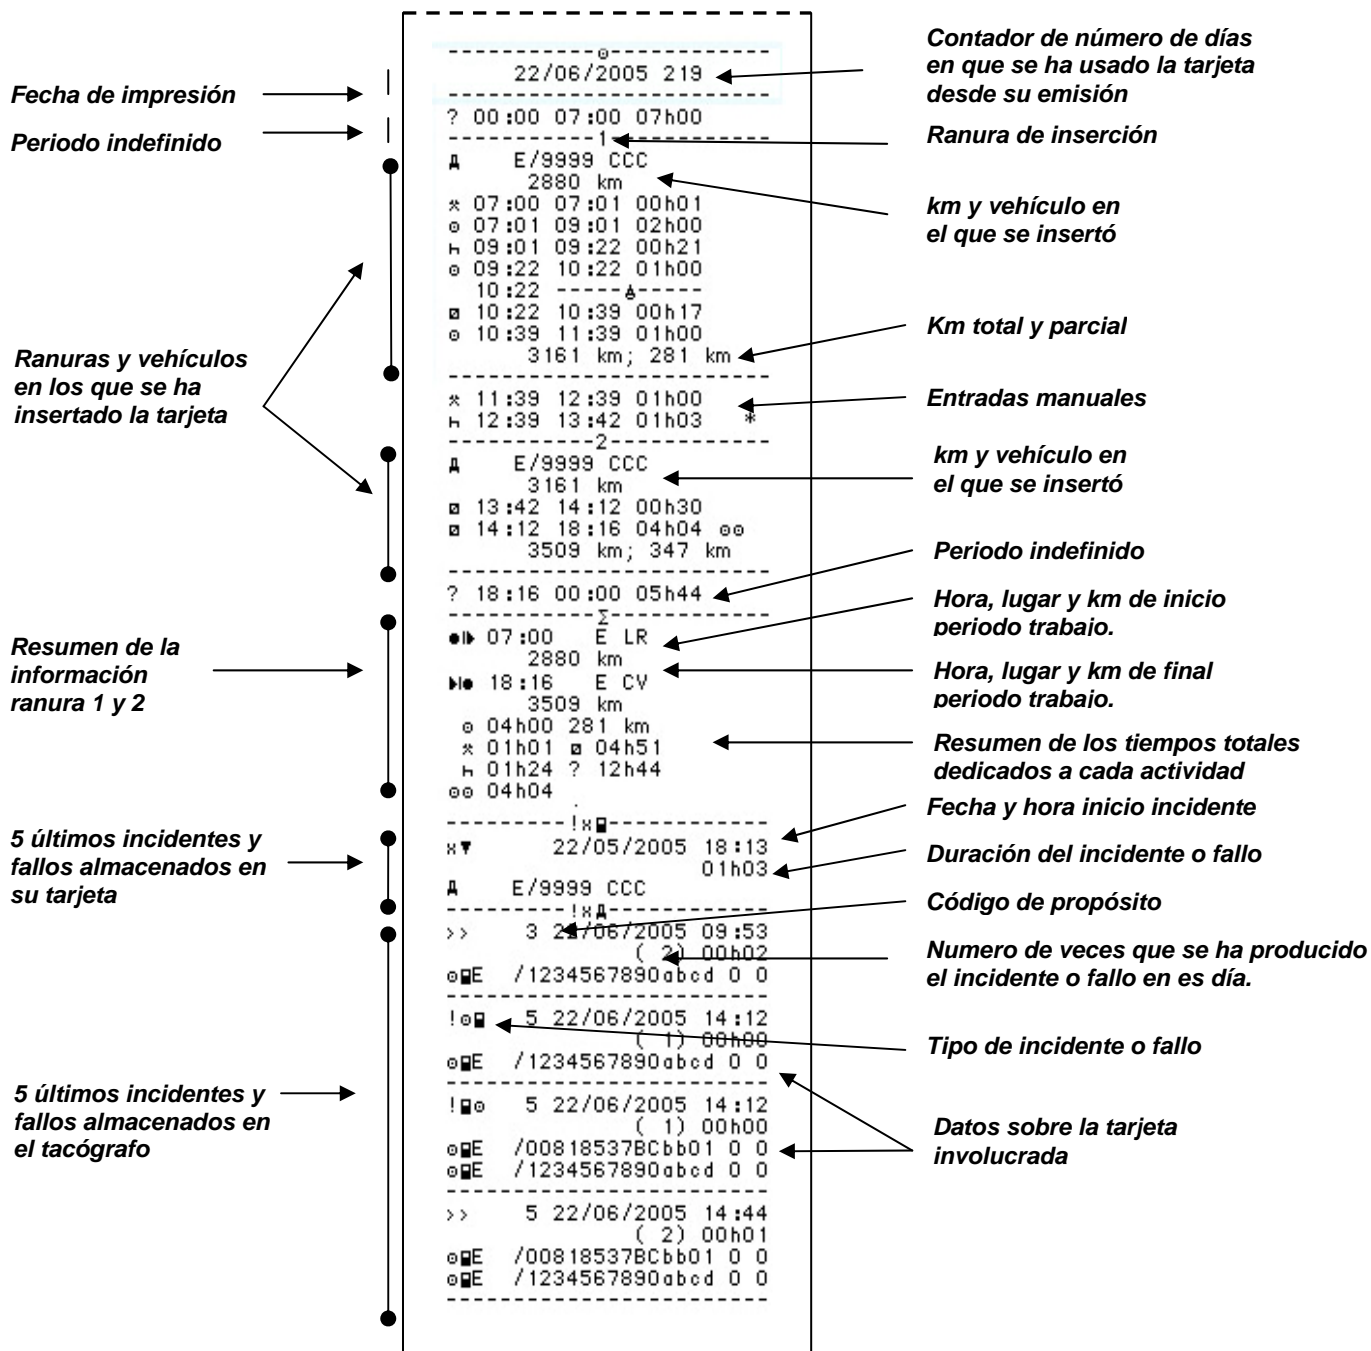 Fecha de impresión
Periodo indefinido
Ranuras y vehículos
en los que se ha
insertado la tarjeta
Resumen de la
información
ranura 1 y 2
5 últimos incidentes y
fallos almacenados en
su tarjeta
5 últimos incidentes y
fallos almacenados en
el tacógrafo
22/06/2005 219
? 00:00 07:00 07h00
1
E/9999 CCC
2880 km
07:00 07:01 00h01
07:01 09:01 02h00
09:01 09:22 00h21
09:22 10:22 01h00
10:22
10:22 10:39 00h17
10:39 11:39 01h00
3161 km; 281 km
11:39 12:39 01h00
12:39 13:42 01h03 *
2
E/9999 CCC
3161 km
13:42 14:12 00h30
14:12 18:16 04h04
3509 km; 347 km
? 18:16 00:00 05h44
Σ
07:00 E LR
2880 km
18:16 E CV
3509 km
04h00 281 km
01h01 04h51
01h24 ? 12h44
04h04
!x
x 22/05/2005 18:13
01h03
E/9999 CCC
!x
>> 3 22/06/2005 09:53
( 2) 00h02
E /1234567890abcd 0 0
! 5 22/06/2005 14:12
( 1) 00h00
E /1234567890abcd 0 0
! 5 22/06/2005 14:12
( 1) 00h00
E /00818537BCbb01 0 0
E /1234567890abcd 0 0
>> 5 22/06/2005 14:44
( 2) 00h01
E /00818537BCbb01 0 0
E /1234567890abcd 0 0
Contador de número de días
en que se ha usado la tarjeta
desde su emisión
Ranura de inserción
km y vehículo en
el que se insertó
Km total y parcial
Entradas manuales
km y vehículo en
el que se insertó
Periodo indefinido
Hora, lugar y km de inicio
periodo trabajo.
Hora, lugar y km de final
periodo trabajo.
Resumen de los tiempos totales
dedicados a cada actividad
Fecha y hora inicio incidente
Duración del incidente o fallo
Código de propósito
Numero de veces que se ha producido
el incidente o fallo en es día.
Tipo de incidente o fallo
Datos sobre la tarjeta
involucrada